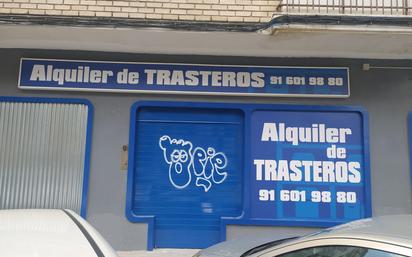 Alquiler de TRASTEROS 91 601 98 80
Alquiler
de
TRASTEROS
91 601 98 80